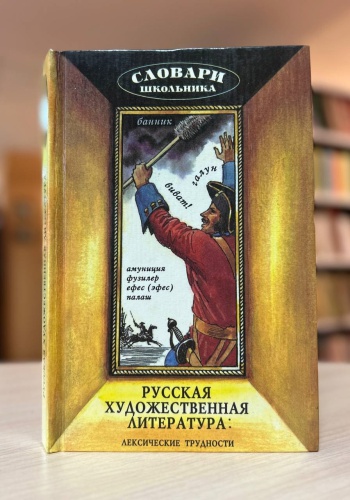 СЛОВАРИ
ШКОЛЬНИКА
банник
галун
виват!
амуниция
фузилер
ефес (эфес)
палаш
РУССКАЯ
ХУДОЖЕСТВЕННАЯ
ЛИТЕРАТУРА:
ЛЕКСИЧЕСКИЕ ТРУДНОСТИ